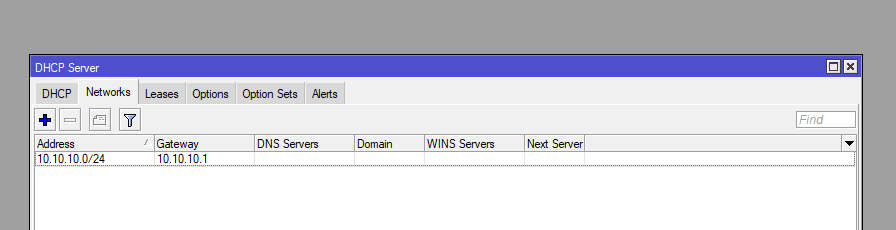 DHCP Server
DHCP Networks Leases Options Option Sets Alerts
Find
Address Gateway DNS Servers Domain WINS Servers Next Server
10.10.10.0/24 10.10.10.1